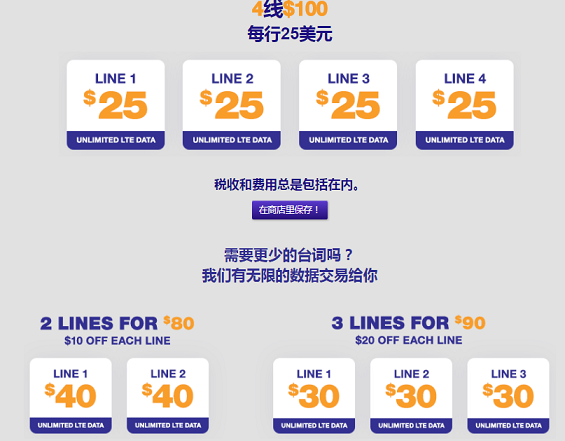 4线$100
每行25美元
LINE 1 LINE 2 LINE 3 LINE 4
$25 $25 $25 $25
UNLIMITED LTE DATA UNLIMITED LTE DATA UNLIMITED LTE DATA UNLIMITED LTE DATA
税收和费用总是包括在内。
在商店里保存！
需要更少的台词吗？
我们有无限的数据交易给你
2 LINES FOR $80
$10 OFF EACH LINE
LINE 1 LINE 2
$40 $40
UNLIMITED LTE DATA UNLIMITED LTE DATA
3 LINES FOR $90
$20 OFF EACH LINE
LINE 1 LINE 2 LINE 3
$30 $30 $30
UNLIMITED LTE DATA UNLIMITED LTE DATA UNLIMITED LTE DATA